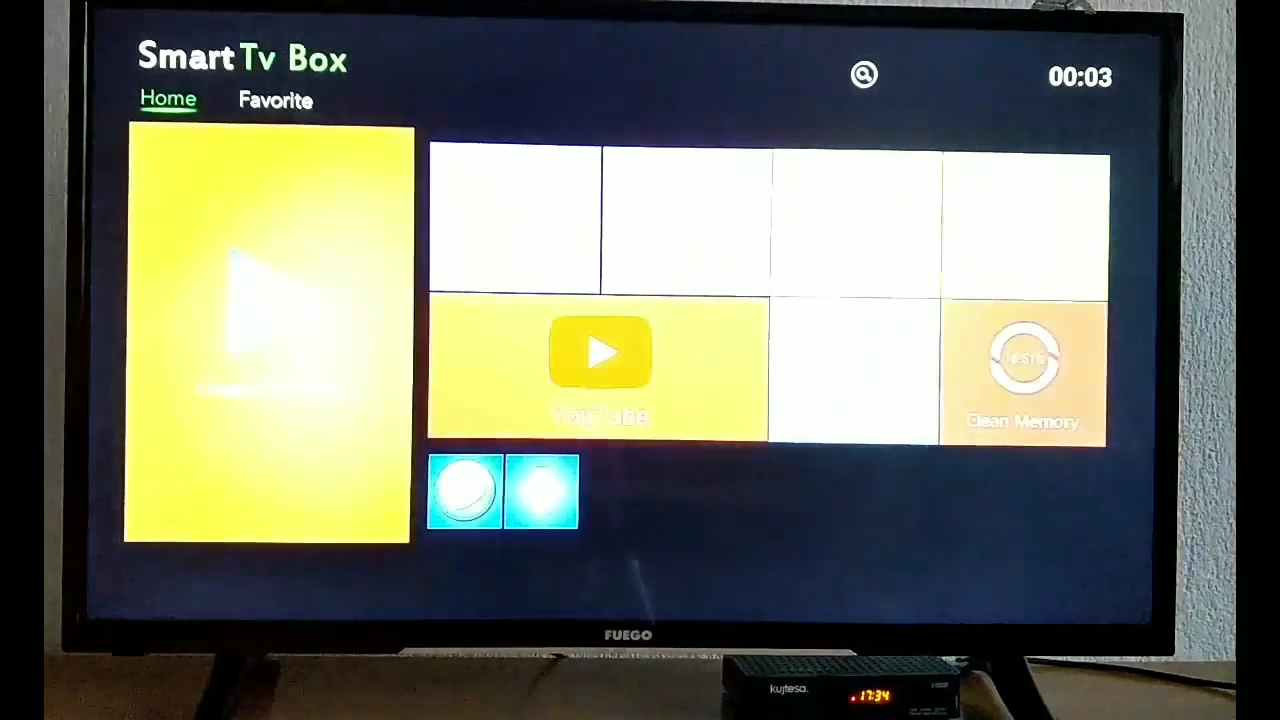 Smart Tv Box
00:03
Home Favorite
YouTube
Clean Memory
FUEGO
kujtesa.
17:34